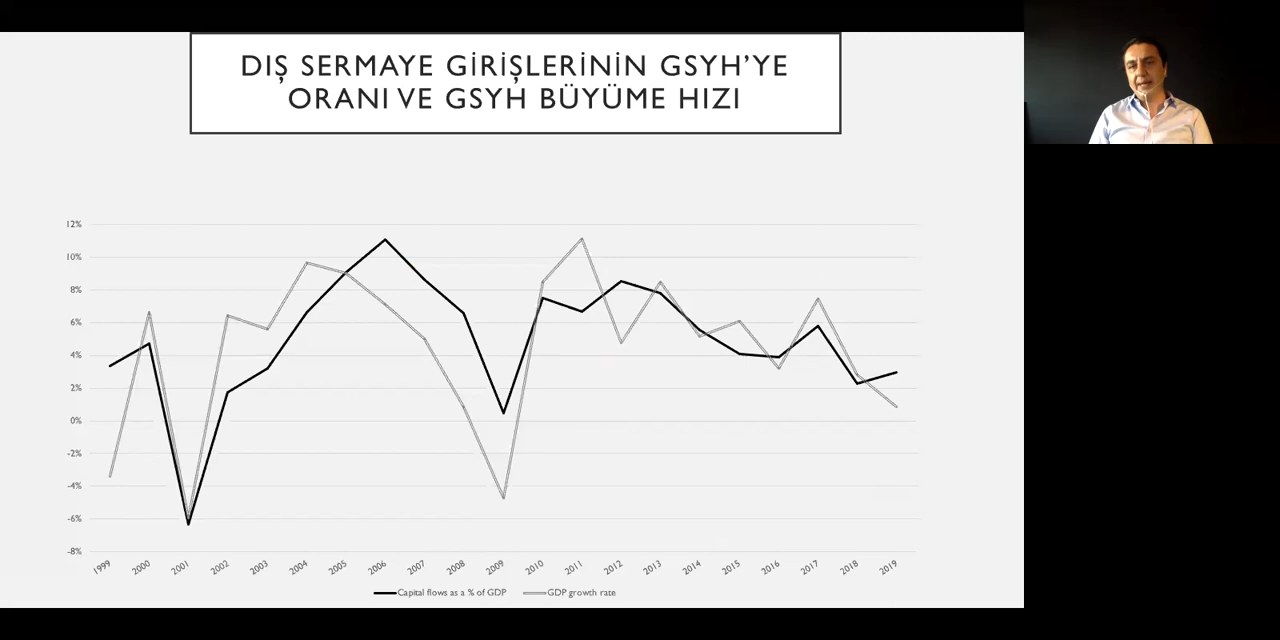 DIŞ SERMAYE GİRİŞLERİNİN GSYH'YE
ORANI VE GSYH BÜYÜME HIZI
12%
10%
8%
6%
4%
2%
0%
-2%
-4%
-6%
-8%
1999 2000 2001 2002 2003 2004 2005 2006 2007 2008 2009 2010 2011 2012 2013 2014 2015 2016 2017 2018 2019
Capital flows as a % of GDP GDP growth rate